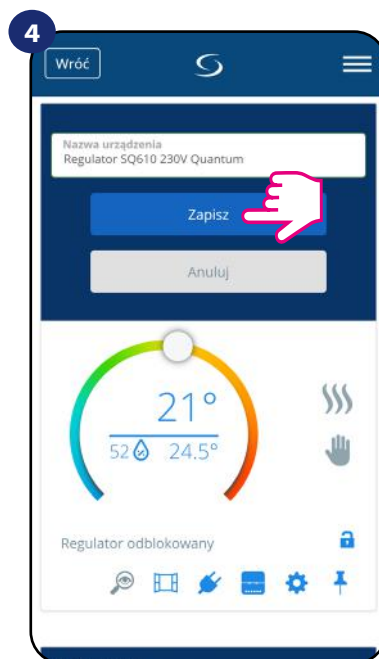 4
Wróć
Nazwa urządzenia
Regulator SQ610 230V Quantum
Zapisz
Anuluj
21°
52 24.5°
Regulator odblokowany